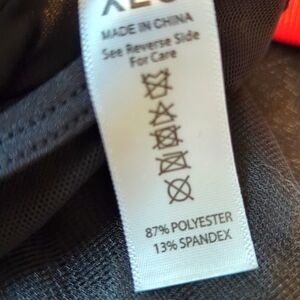 MADE IN CHINA
See Reverse Side
For Care
87% POLYESTER
13% SPANDEX